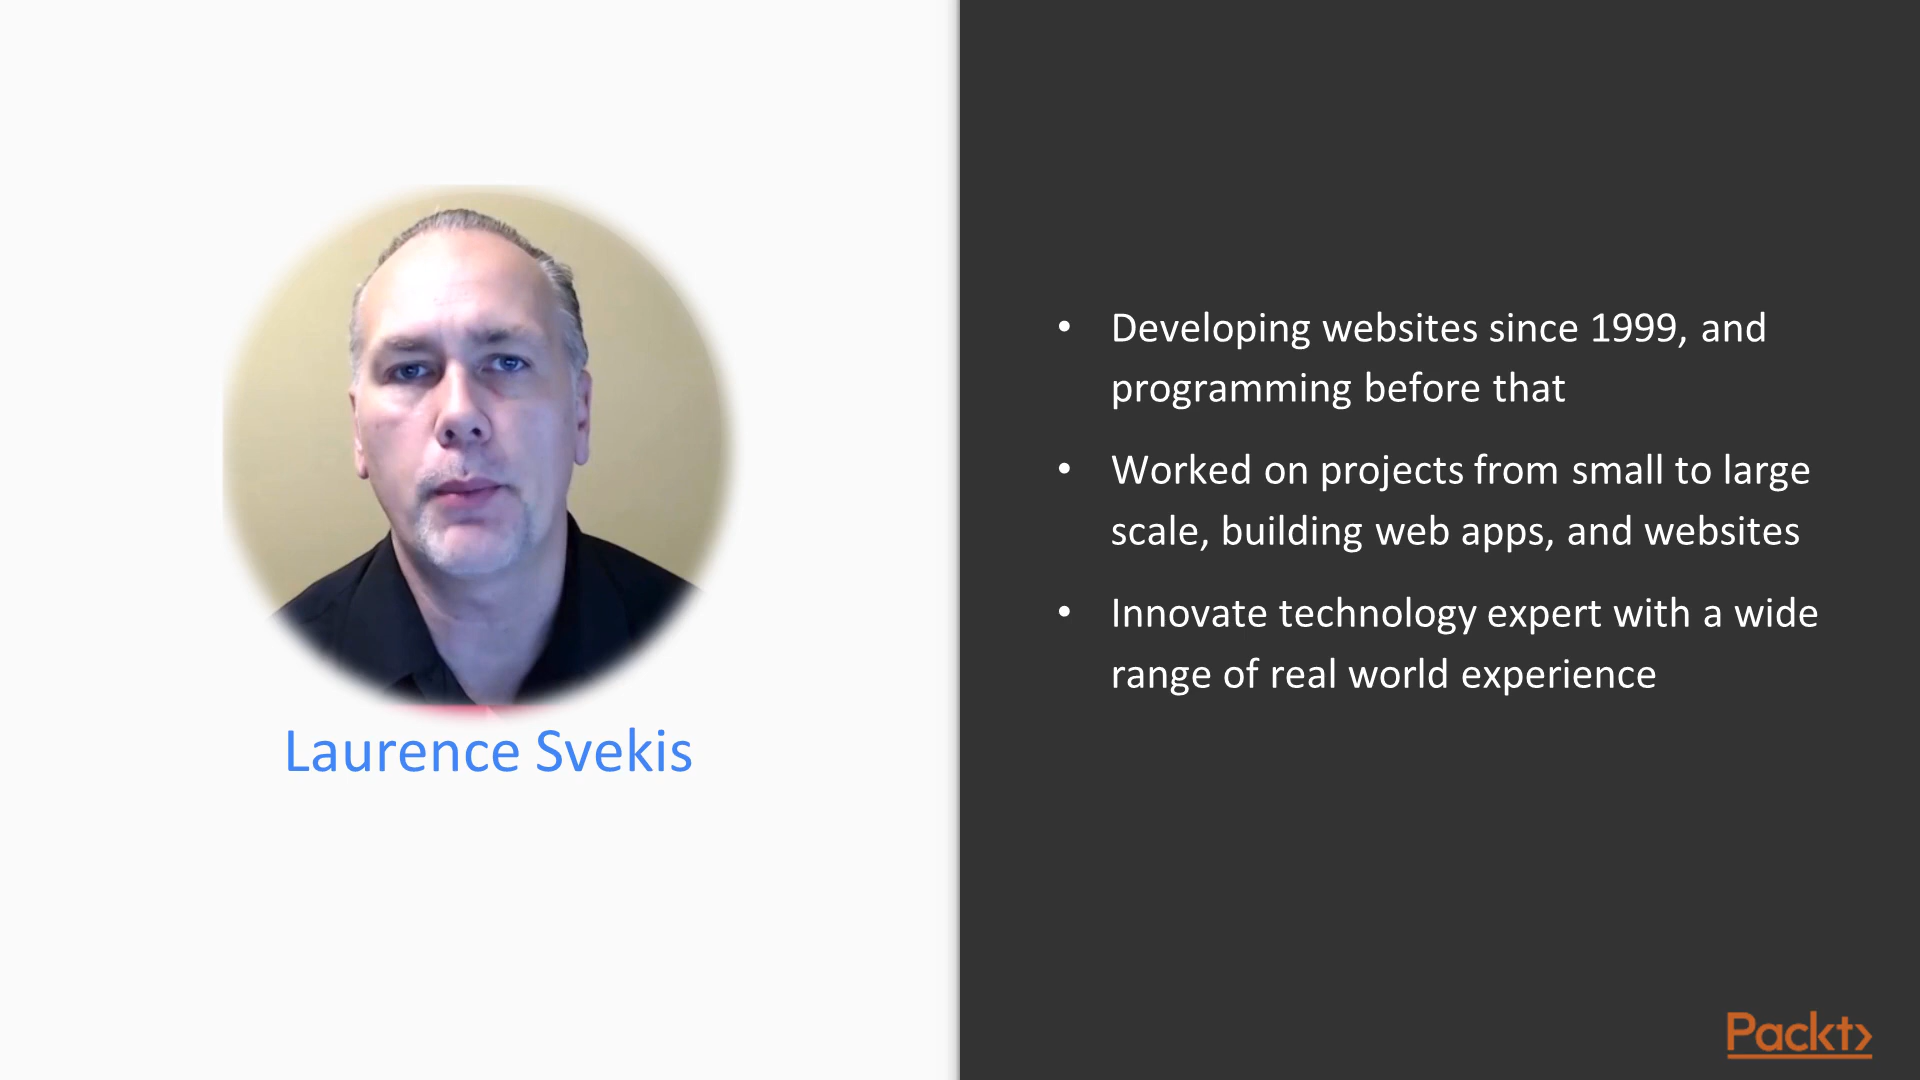 Laurence Svekis
• Developing websites since 1999, and
programming before that
• Worked on projects from small to large
scale, building web apps, and websites
• Innovate technology expert with a wide
range of real world experience
Packt>